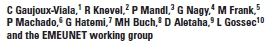 C Gaujoux-Viala,¹ R Knevel,² P Mandl,³ G Nagy,⁴ M Frank,⁵
P Machado,⁶ G Hatemi,⁷ MH Buch,⁸ D Aletaha,⁹ L Gossec¹⁰
and the EMEUNET working group